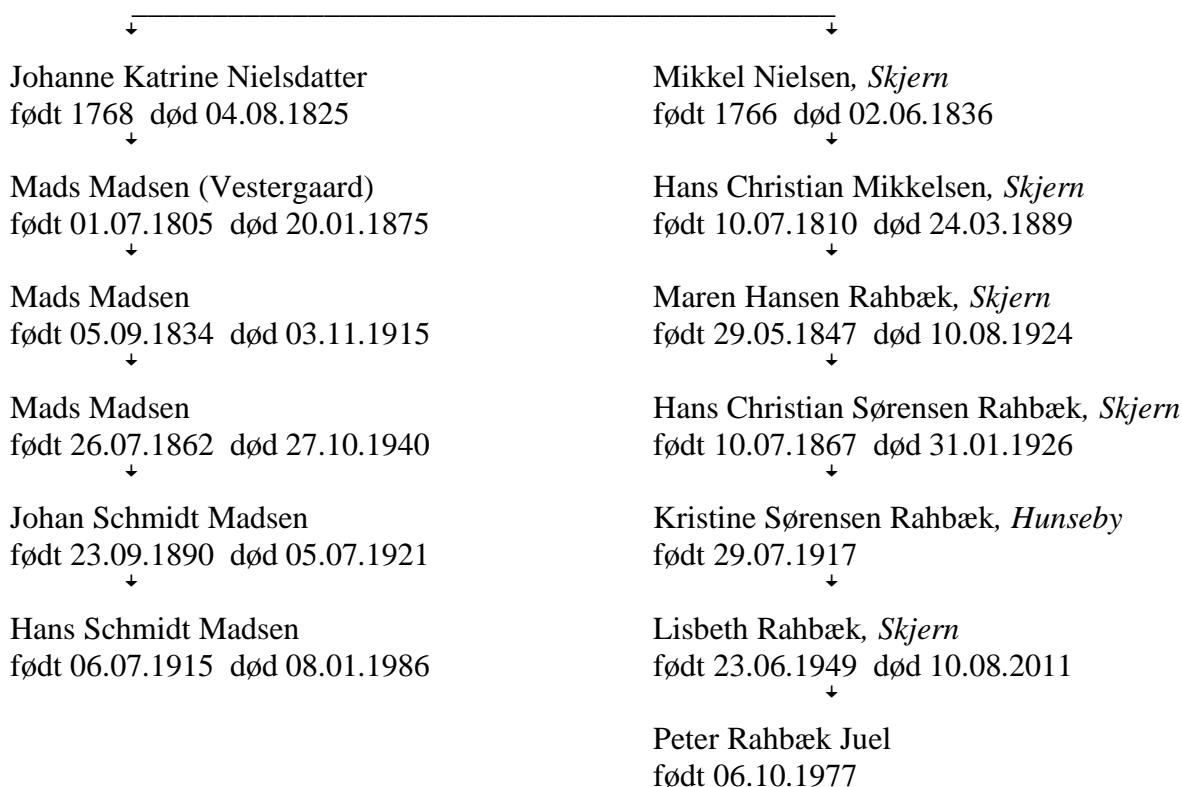 Johanne Katrine Nielsdatter
født 1768 død 04.08.1825
Mads Madsen (Vestergaard)
født 01.07.1805 død 20.01.1875
Mads Madsen
født 05.09.1834 død 03.11.1915
Mads Madsen
født 26.07.1862 død 27.10.1940
Johan Schmidt Madsen
født 23.09.1890 død 05.07.1921
Hans Schmidt Madsen
født 06.07.1915 død 08.01.1986
Mikkel Nielsen, Skjern
født 1766 død 02.06.1836
Hans Christian Mikkelsen, Skjern
født 10.07.1810 død 24.03.1889
Maren Hansen Rahbæk, Skjern
født 29.05.1847 død 10.08.1924
Hans Christian Sørensen Rahbæk, Skjern
født 10.07.1867 død 31.01.1926
Kristine Sørensen Rahbæk, Hunseby
født 29.07.1917
Lisbeth Rahbæk, Skjern
født 23.06.1949 død 10.08.2011
Peter Rahbæk Juel
født 06.10.1977